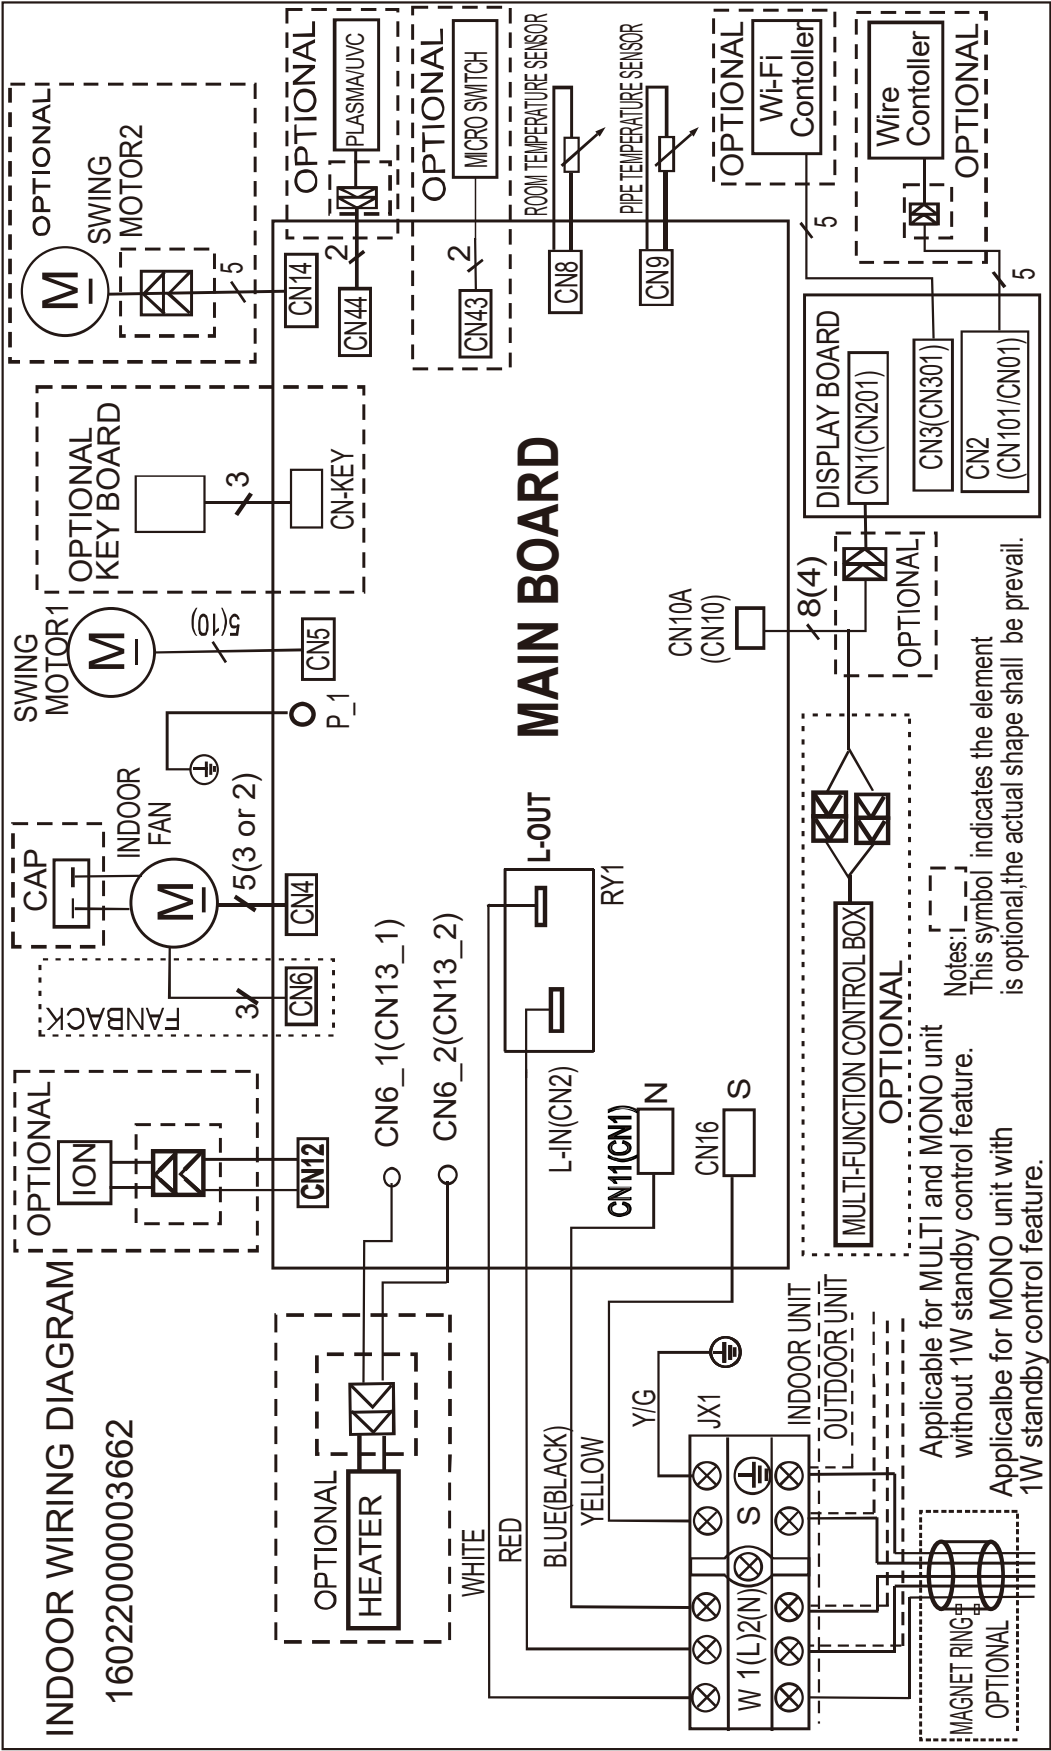 INDOOR WIRING DIAGRAM
16022000003662
OPTIONAL
ION
CN12
FANBACK
3
CN6
CAP
INDOOR
FAN
M
5(3 or 2)
CN4
P_1
SWING
MOTOR1
M
5(10)
CN5
OPTIONAL
KEY BOARD
3
CN-KEY
OPTIONAL
SWING
MOTOR2
M
5
CN14
OPTIONAL
PLASMA/UVC
2
CN44
OPTIONAL
MICRO SWITCH
2
CN43
ROOM TEMPERATURE SENSOR
CN8
PIPE TEMPERATURE SENSOR
CN9
OPTIONAL
Wi-Fi
Contoller
5
Wire
Contoller
OPTIONAL
5
DISPLAY BOARD
CN1(CN201)
CN3(CN301)
CN2
(CN101/CN01)
MAIN BOARD
CN10A
(CN10)
8(4)
OPTIONAL
CN6_1(CN13_1)
CN6_2(CN13_2)
L-OUT
RY1
L-IN(CN2)
CN11(CN1)
N
CN16
S
OPTIONAL
HEATER
WHITE
RED
BLUE(BLACK)
YELLOW
Y/G
JX1
W 1(L)2(N) S
INDOOR UNIT
OUTDOOR UNIT
MULTI-FUNCTION CONTROL BOX
OPTIONAL
MAGNET RING
OPTIONAL
Applicable for MULTI and MONO unit
without 1W standby control feature.
Applicalbe for MONO unit with
1W standby control feature.
Notes:
This symbol indicates the element
is optional,the actual shape shall be prevail.